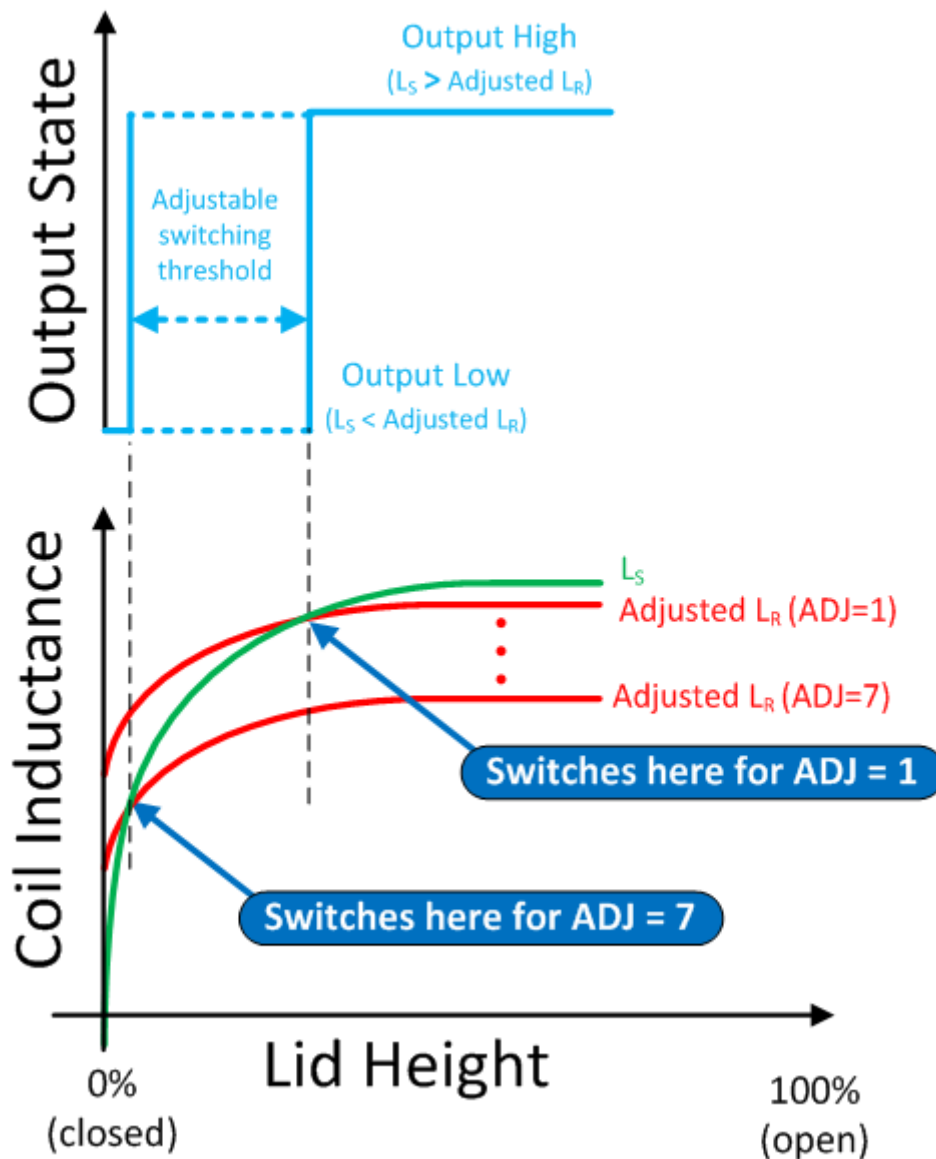 Output State
Output High
(Lₛ > Adjusted Lᵣ)
Adjustable
switching
threshold
Output Low
(Lₛ < Adjusted Lᵣ)
Coil Inductance
Lₛ
Adjusted Lᵣ (ADJ=1)
Adjusted Lᵣ (ADJ=7)
Switches here for ADJ = 1
Switches here for ADJ = 7
Lid Height
0%
(closed)
100%
(open)